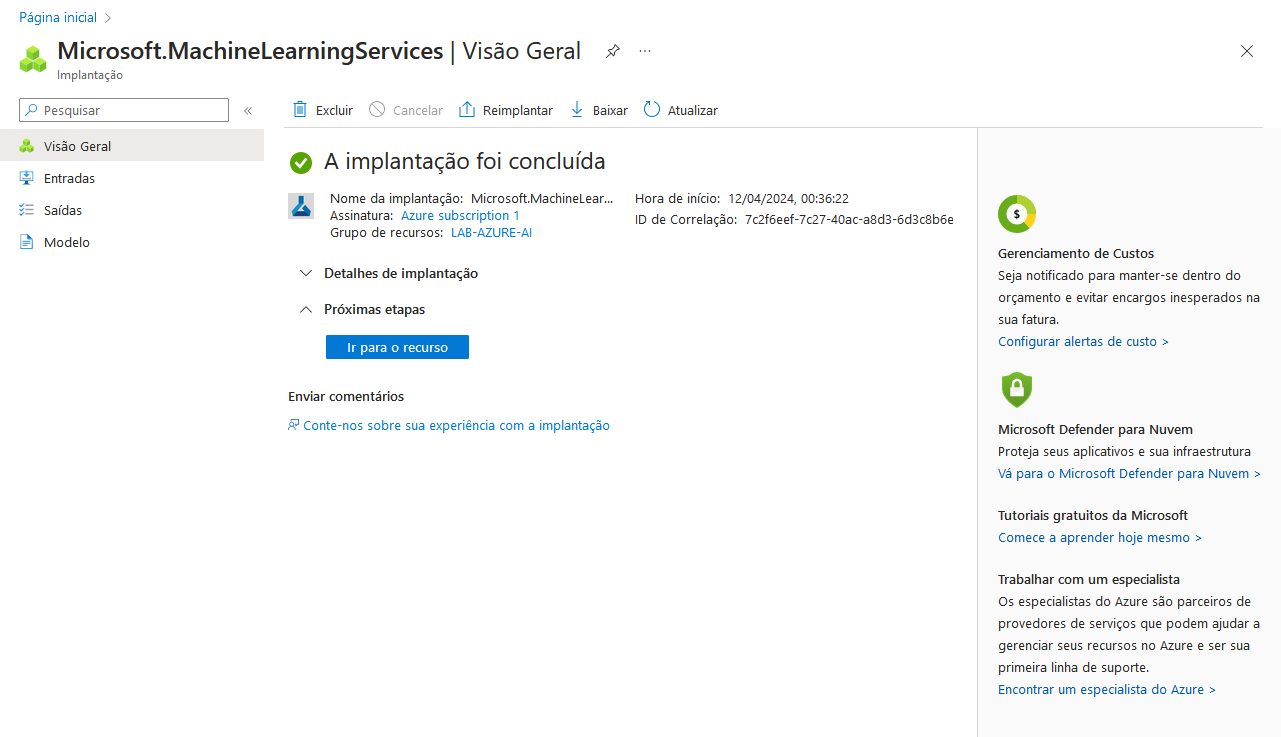 Página inicial
Microsoft.MachineLearningServices | Visão Geral
Implantação
Pesquisar
Visão Geral
Entradas
Saídas
Modelo
Excluir Cancelar Reimplantar Baixar Atualizar
A implantação foi concluída
Nome da implantação: Microsoft.MachineLear...
Assinatura: Azure subscription 1
Grupo de recursos: LAB-AZURE-AI
Hora de início: 12/04/2024, 00:36:22
ID de Correlação: 7c2f6eef-7c27-40ac-a8d3-6d3c8b6e
Detalhes de implantação
Próximas etapas
Ir para o recurso
Enviar comentários
Conte-nos sobre sua experiência com a implantação
Gerenciamento de Custos
Seja notificado para manter-se dentro do
orçamento e evitar encargos inesperados na
sua fatura.
Configurar alertas de custo >
Microsoft Defender para Nuvem
Proteja seus aplicativos e sua infraestrutura
Vá para o Microsoft Defender para Nuvem >
Tutoriais gratuitos da Microsoft
Comece a aprender hoje mesmo >
Trabalhar com um especialista
Os especialistas do Azure são parceiros de
provedores de serviços que podem ajudar a
gerenciar seus recursos no Azure e ser sua
primeira linha de suporte.
Encontrar um especialista do Azure >